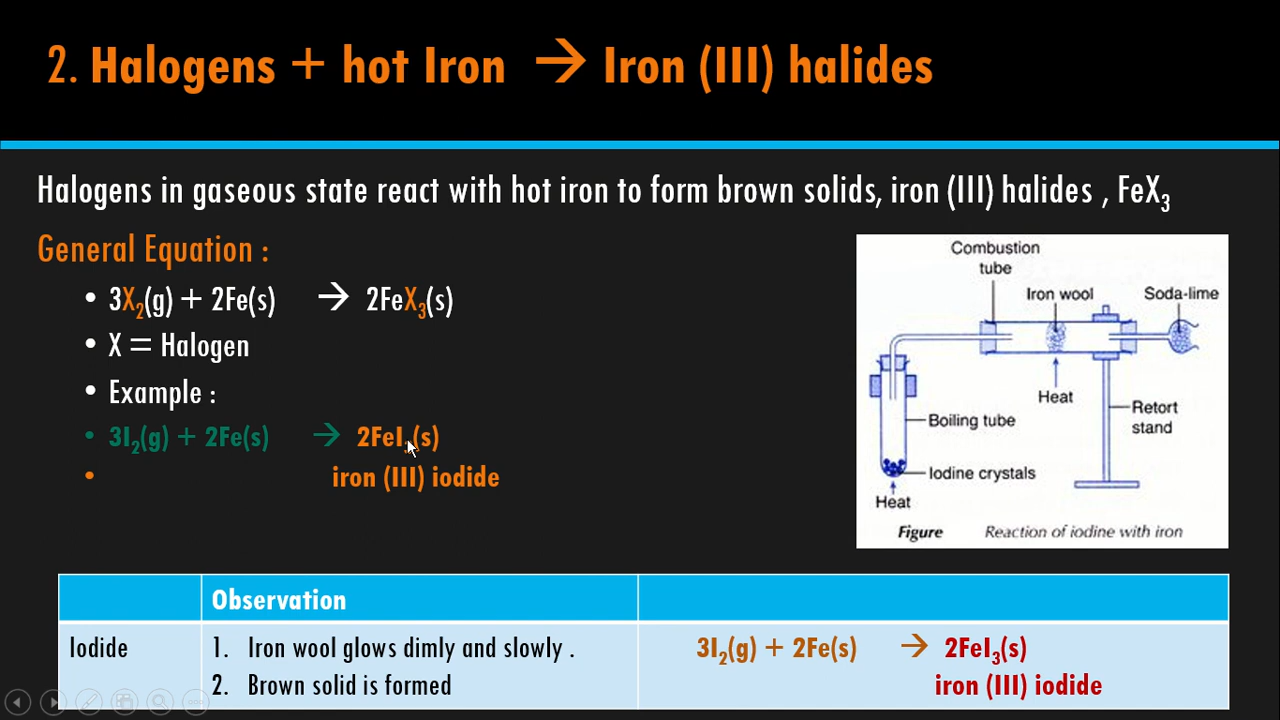 2. Halogens + hot Iron → Iron (III) halides
Halogens in gaseous state react with hot iron to form brown solids, iron (III) halides , FeX3
General Equation :
• 3X2(g) + 2Fe(s) → 2FeX3(s)
• X = Halogen
• Example :
• 3I2(g) + 2Fe(s) → 2FeI3(s)
• iron (III) iodide
Combustion
tube
Iron wool
Soda-lime
Heat
Boiling tube
Retort
stand
Iodine crystals
Heat
Figure Reaction of iodine with iron
Observation
Iodide
1. Iron wool glows dimly and slowly .
2. Brown solid is formed
3I2(g) + 2Fe(s) → 2FeI3(s)
iron (III) iodide